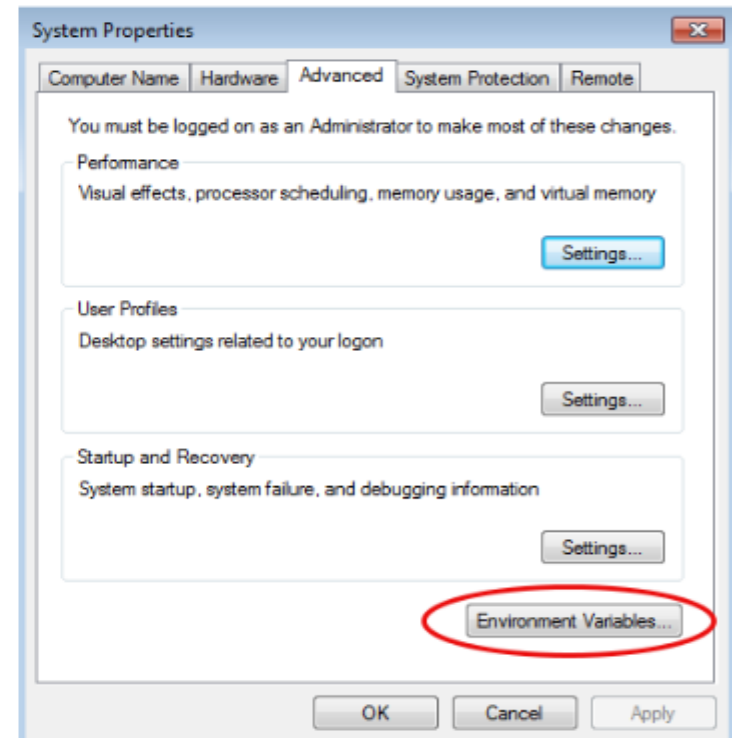 System Properties
Computer Name Hardware Advanced System Protection Remote
You must be logged on as an Administrator to make most of these changes.
Performance
Visual effects, processor scheduling, memory usage, and virtual memory
Settings...
User Profiles
Desktop settings related to your logon
Settings...
Startup and Recovery
System startup, system failure, and debugging information
Settings...
Environment Variables...
OK Cancel Apply